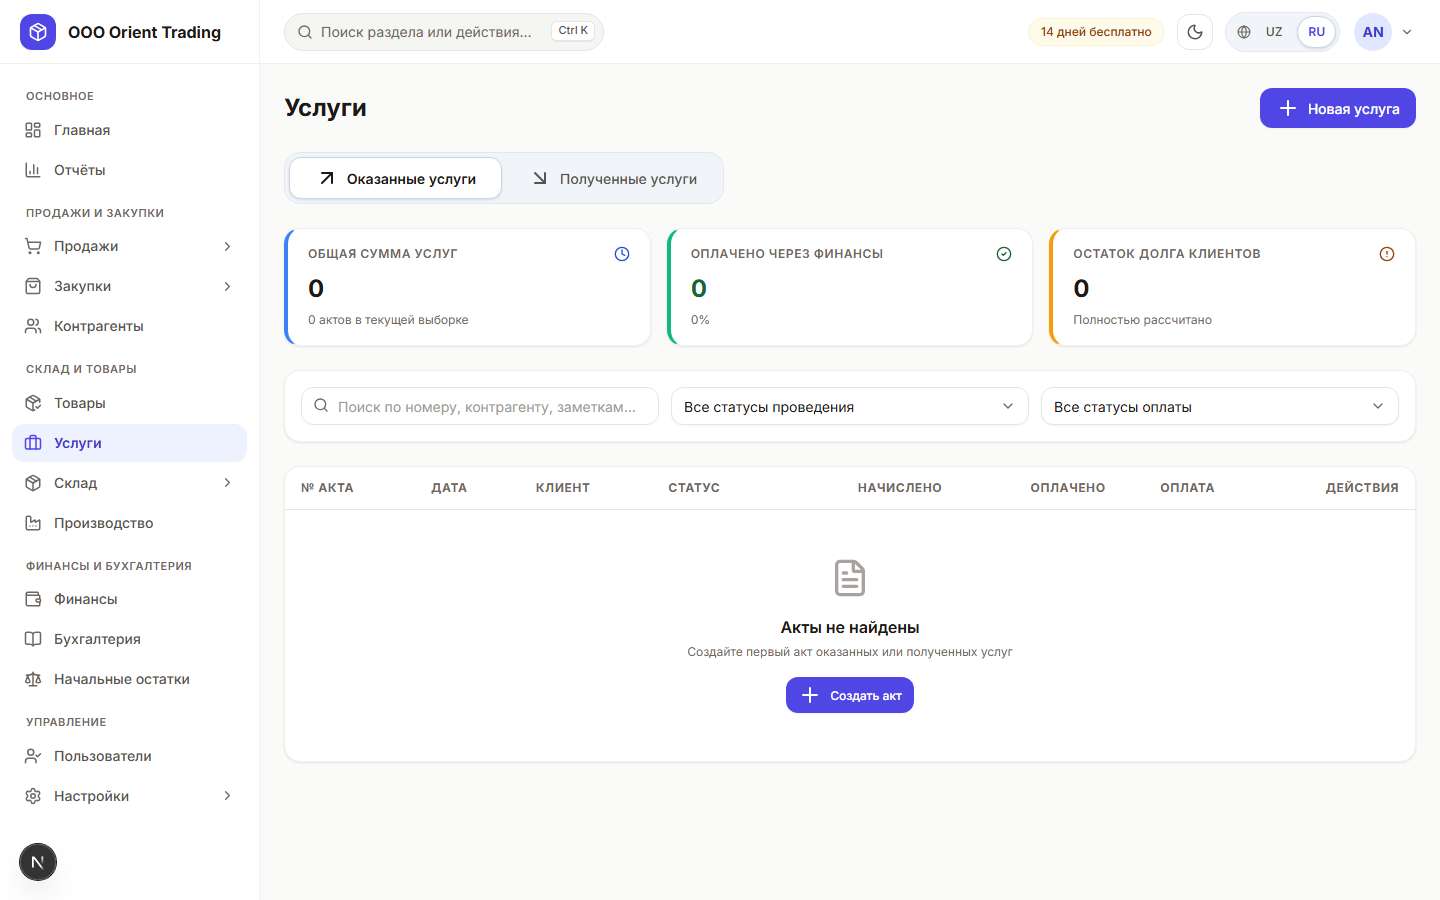 ООО Orient Trading
Поиск раздела или действия...
Ctrl K
14 дней бесплатно
UZ
RU
AN
ОСНОВНОЕ
Главная
Отчёты
ПРОДАЖИ И ЗАКУПКИ
Продажи
Закупки
Контрагенты
СКЛАД И ТОВАРЫ
Товары
Услуги
Склад
Производство
ФИНАНСЫ И БУХГАЛТЕРИЯ
Финансы
Бухгалтерия
Начальные остатки
УПРАВЛЕНИЕ
Пользователи
Настройки
N
Услуги
Новая услуга
Оказанные услуги
Полученные услуги
ОБЩАЯ СУММА УСЛУГ
0
0 актов в текущей выборке
ОПЛАЧЕНО ЧЕРЕЗ ФИНАНСЫ
0
0%
ОСТАТОК ДОЛГА КЛИЕНТОВ
0
Полностью рассчитано
Поиск по номеру, контрагенту, заметкам...
Все статусы проведения
Все статусы оплаты
№ АКТА ДАТА КЛИЕНТ СТАТУС НАЧИСЛЕНО ОПЛАЧЕНО ОПЛАТА ДЕЙСТВИЯ
Акты не найдены
Создайте первый акт оказанных или полученных услуг
Создать акт